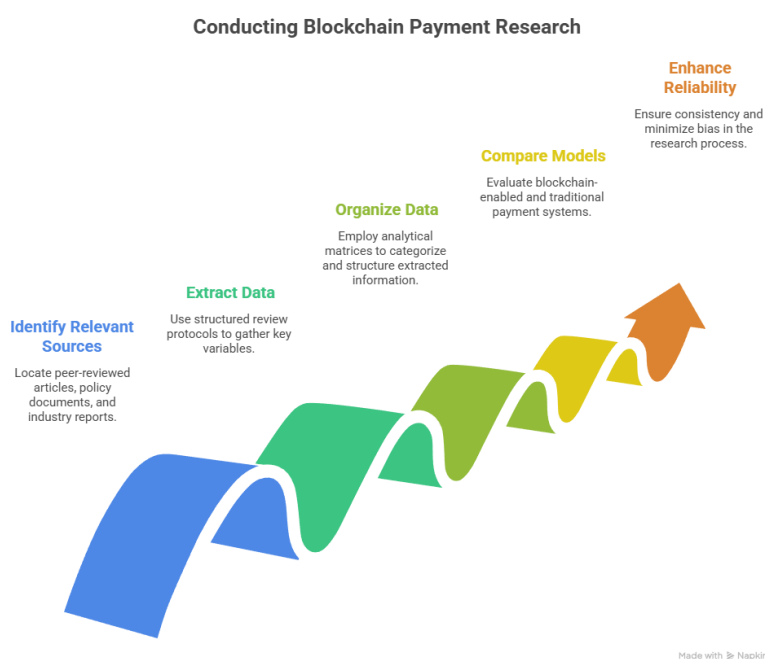 Conducting Blockchain Payment Research
Enhance
Reliability
Ensure consistency and
minimize bias in the
research process.
Compare Models
Evaluate blockchain-
enabled and traditional
payment systems.
Organize Data
Employ analytical
matrices to categorize
and structure extracted
information.
Extract Data
Use structured review
protocols to gather key
variables.
Identify Relevant
Sources
Locate peer-reviewed
articles, policy
documents, and
industry reports.
Made with Napkin